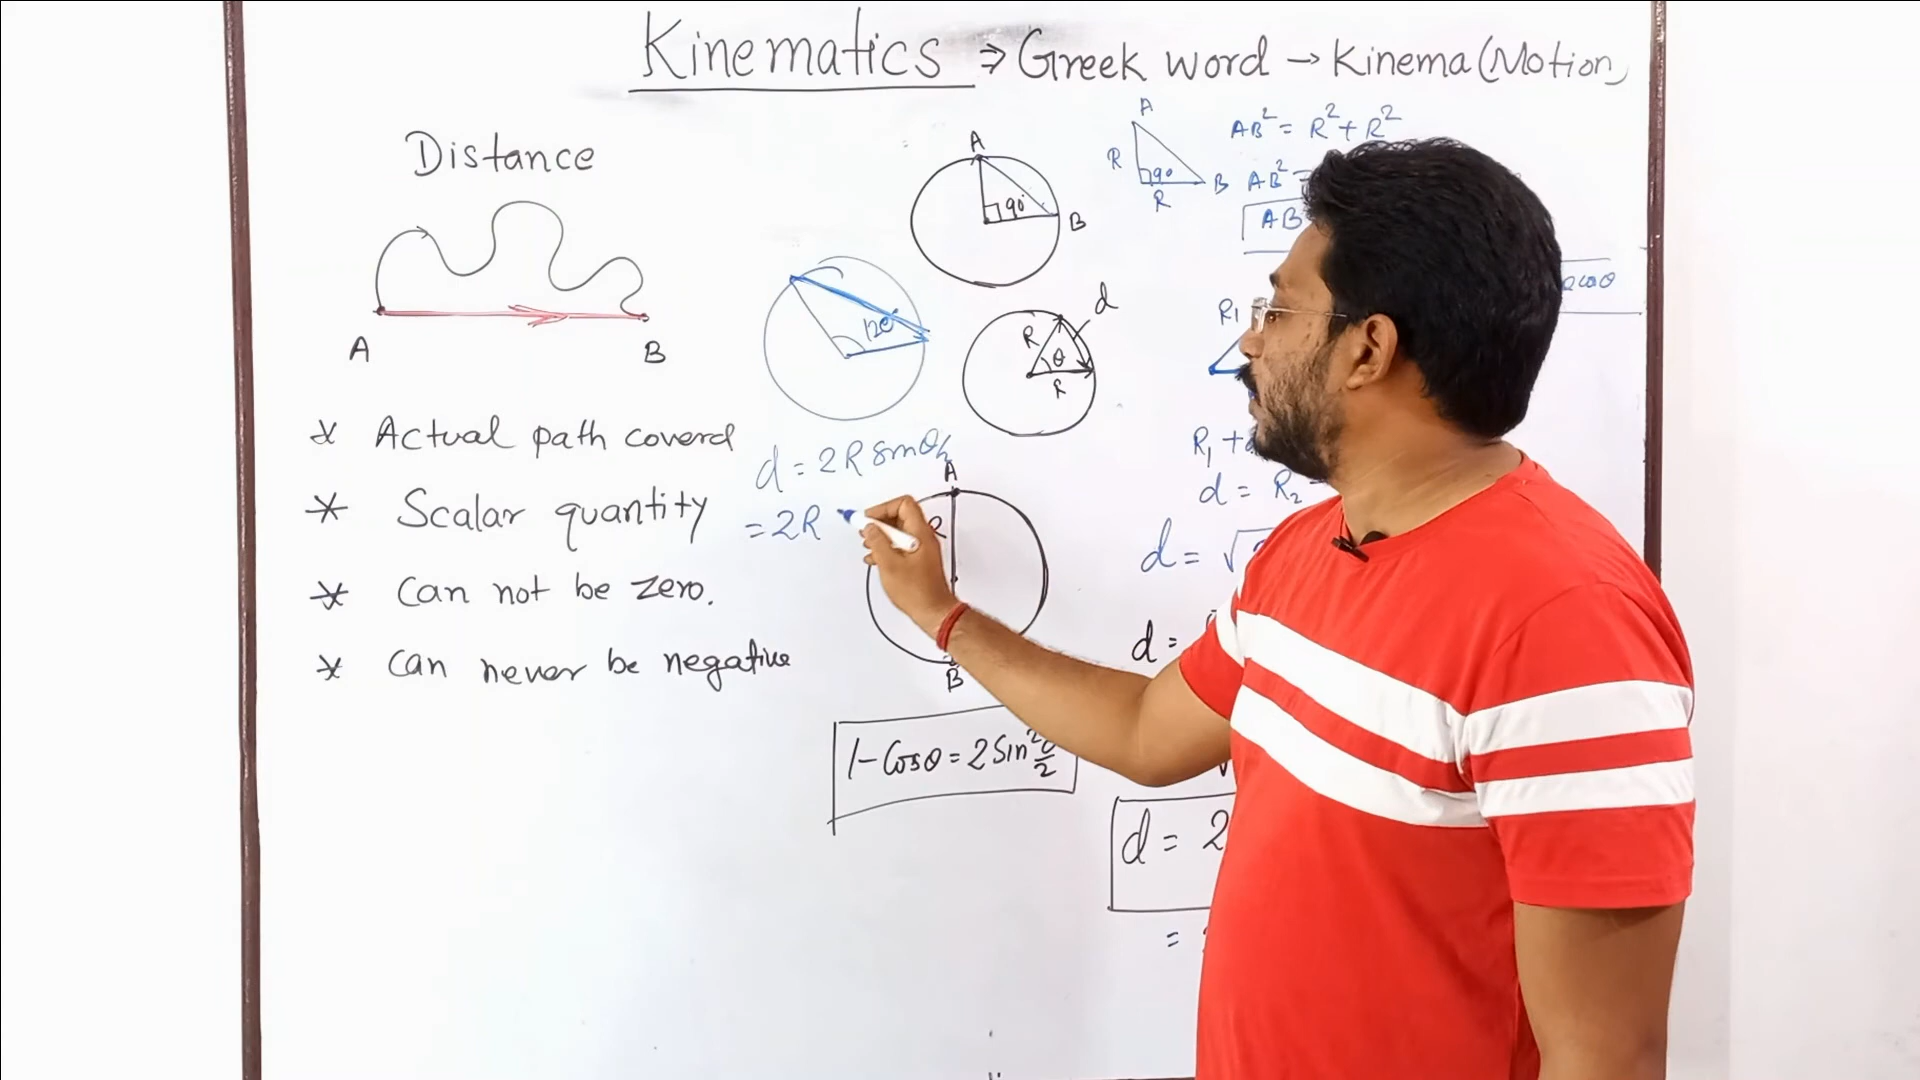 Kinematics ⇒ Greek word → Kinema (Motion)
Distance
A
B
* Actual path coverd
* Scalar quantity
* Can not be zero.
* Can never be negative
A
90°
B
120°
d
R
θ
R
d = 2R sinθ/2
= 2R
A
R
B
1 - Cosθ = 2 Sin²θ/2
A
R
90°
R
B
AB² = R² + R²
AB² =
AB
cosθ
R₁
R₁ +
d = R₂
d = √
d =
d = 2
=